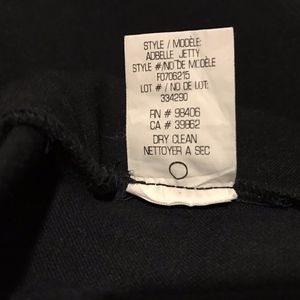 STYLE / MODÈLE:
ADBELLE JETTY
STYLE #/NO DE MODÈLE
F0706215
LOT # / NO DE LOT:
334290
RN # 98406
CA # 39862
DRY CLEAN
NETTOYER A SEC